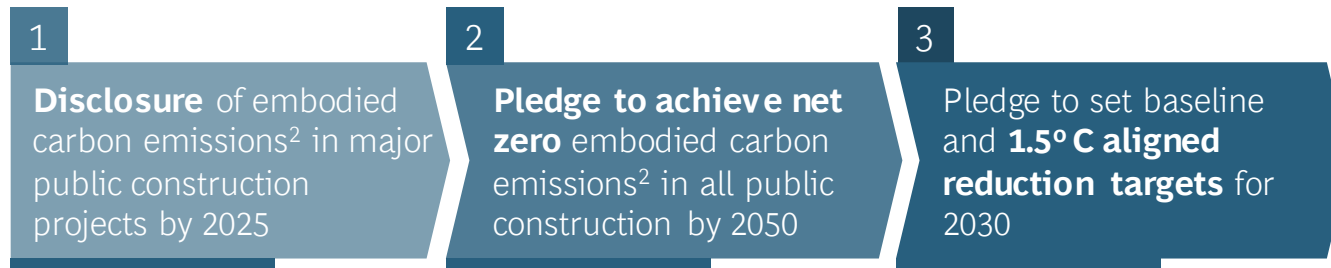 1
Disclosure of embodied
carbon emissions² in major
public construction
projects by 2025
2
Pledge to achieve net
zero embodied carbon
emissions² in all public
construction by 2050
3
Pledge to set baseline
and 1.5º C aligned
reduction targets for
2030